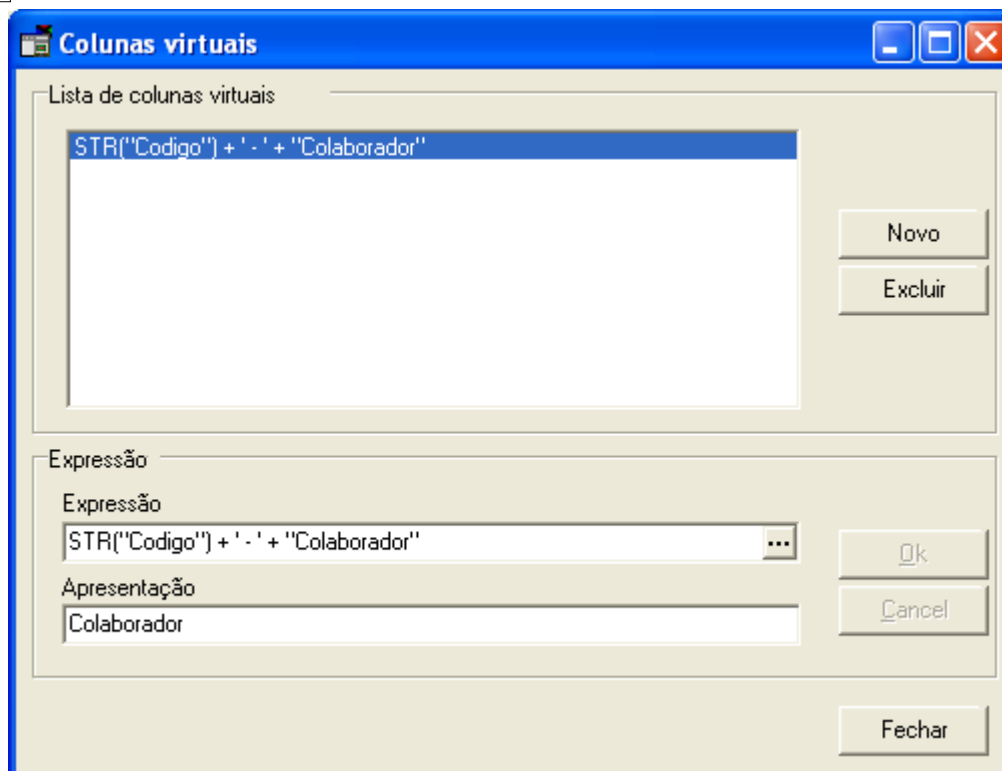 Colunas virtuais
Lista de colunas virtuais
STR("Codigo") + ' - ' + "Colaborador"
Novo
Excluir
Expressão
Expressão
STR("Codigo") + ' - ' + "Colaborador"
...
Ok
Apresentação
Cancel
Colaborador
Fechar